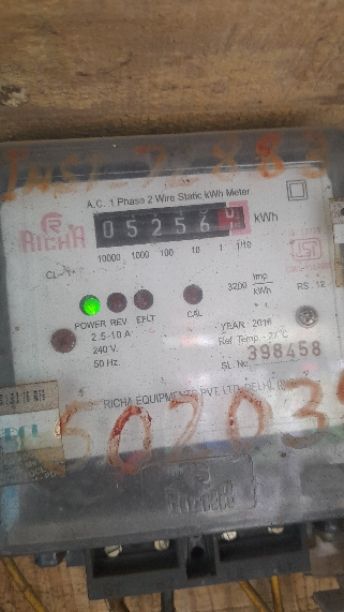 INST-72883
A.C. 1 Phase 2 Wire Static kWh Meter
RICHA
05256 kWh
10000 1000 100 10 1 1/10
3200 imp/kWh
POWER REV EFLT CAL
RS. 12
2.5-10 A
240 V.
50 Hz.
YEAR 2016
Ref Temp. 27°C
SL. No. 398458
RICHA EQUIPMENTS PVT. LTD. DELHI
502039